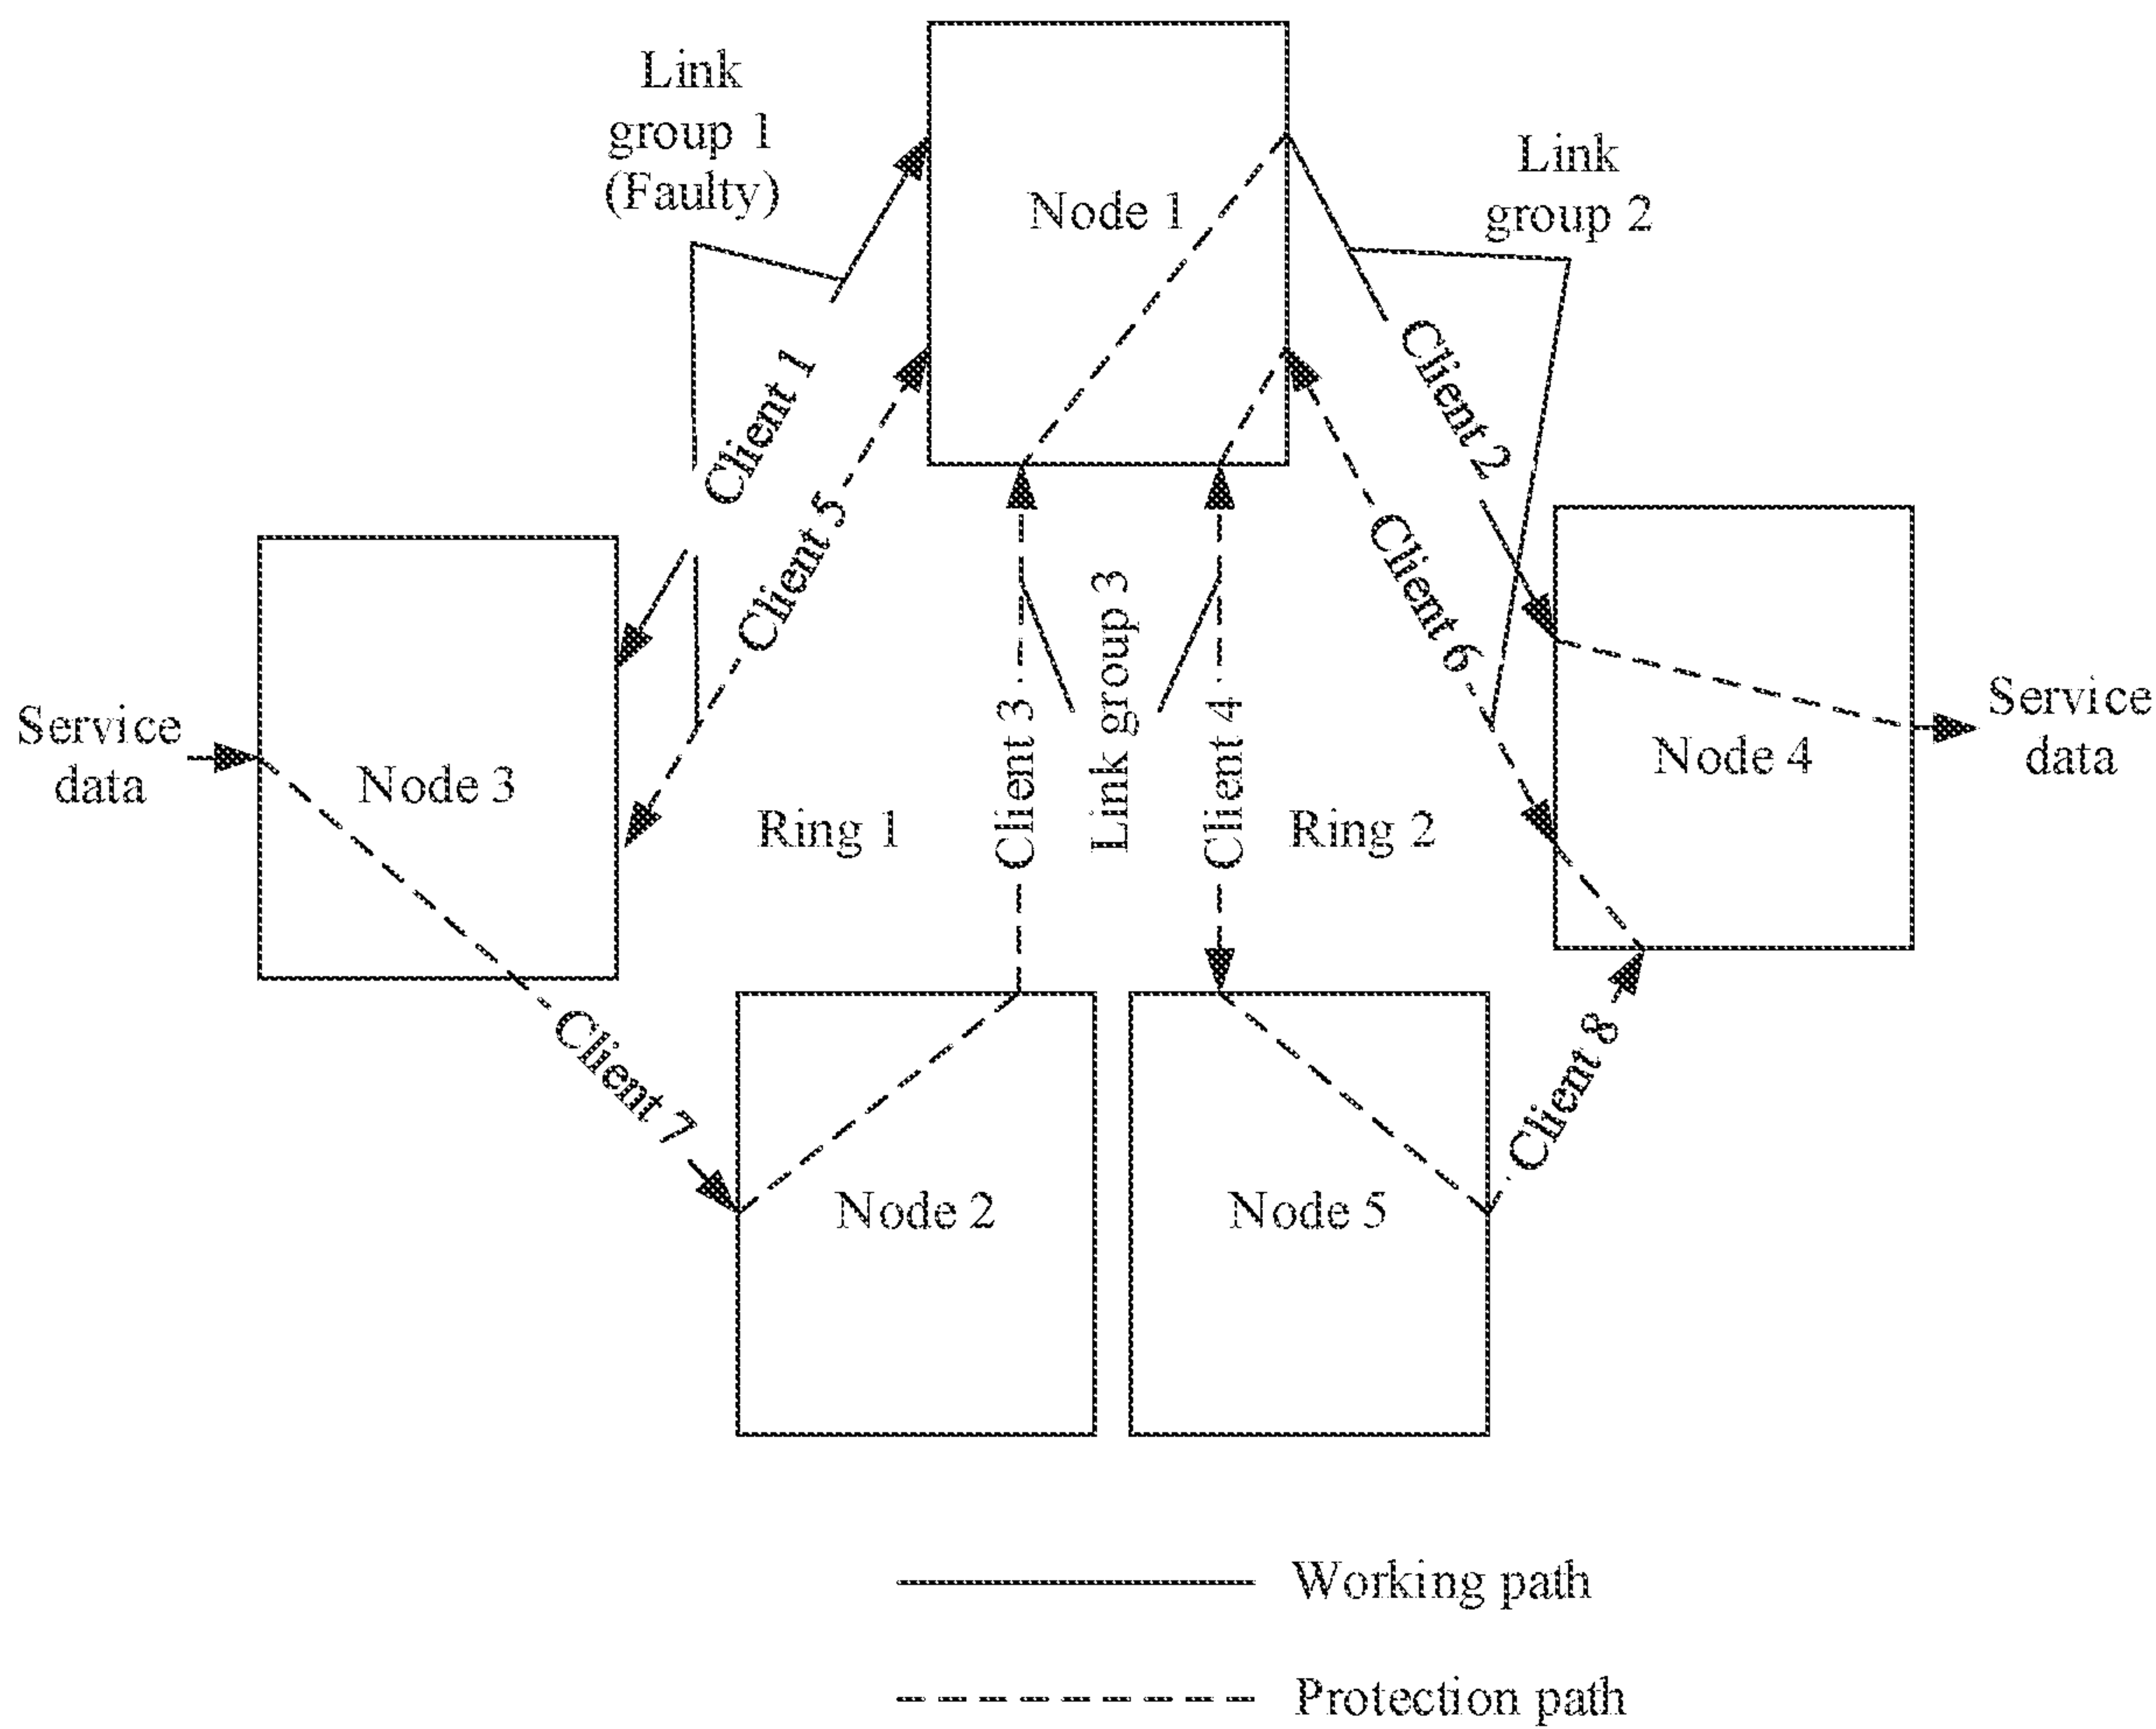 Link
group 1
(Faulty)
Link
group 2
Node 1
Client 1
Client 2
Client 5
Client 6
Link group 3
Client 3
Client 4
Service
data
Node 3
Ring 1
Ring 2
Node 4
Service
data
Client 7
Client 8
Node 2
Node 5
Working path
Protection path